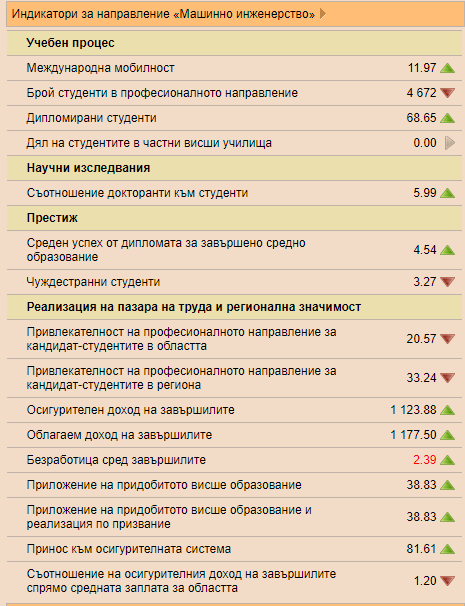 Индикатори за направление «Машинно инженерство»
Учебен процес
Международна мобилност 11.97
Брой студенти в професионалното направление 4 672
Дипломирани студенти 68.65
Дял на студентите в частни висши училища 0.00
Научни изследвания
Съотношение докторанти към студенти 5.99
Престиж
Среден успех от дипломата за завършено средно
образование 4.54
Чуждестранни студенти 3.27
Реализация на пазара на труда и регионална значимост
Привлекателност на професионалното направление за
кандидат-студентите в областта 20.57
Привлекателност на професионалното направление за
кандидат-студентите в региона 33.24
Осигурителен доход на завършилите 1 123.88
Облагаем доход на завършилите 1 177.50
Безработица сред завършилите 2.39
Приложение на придобитото висше образование 38.83
Приложение на придобитото висше образование и
реализация по призвание 38.83
Принос към осигурителната система 81.61
Съотношение на осигурителния доход на завършилите
спрямо средната заплата за областта 1.20